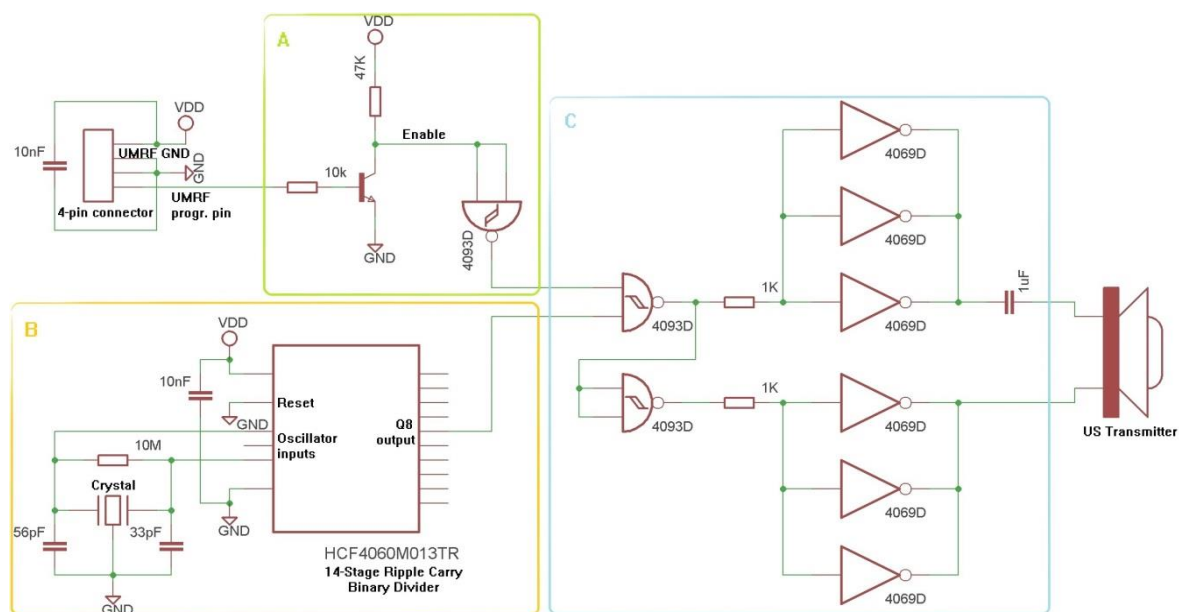 A
VDD
47K
Enable
10k
GND
4093D
VDD
10nF
UMRF GND
GND
4-pin connector
UMRF
progr. pin
B
VDD
10nF
Reset
GND
Q8
output
Oscillator
inputs
10M
Crystal
56pF
33pF
GND
GND
HCF4060M013TR
14-Stage Ripple Carry
Binary Divider
C
4069D
4069D
1K
4093D
4069D
1uF
1K
4093D
4069D
4069D
4069D
US Transmitter